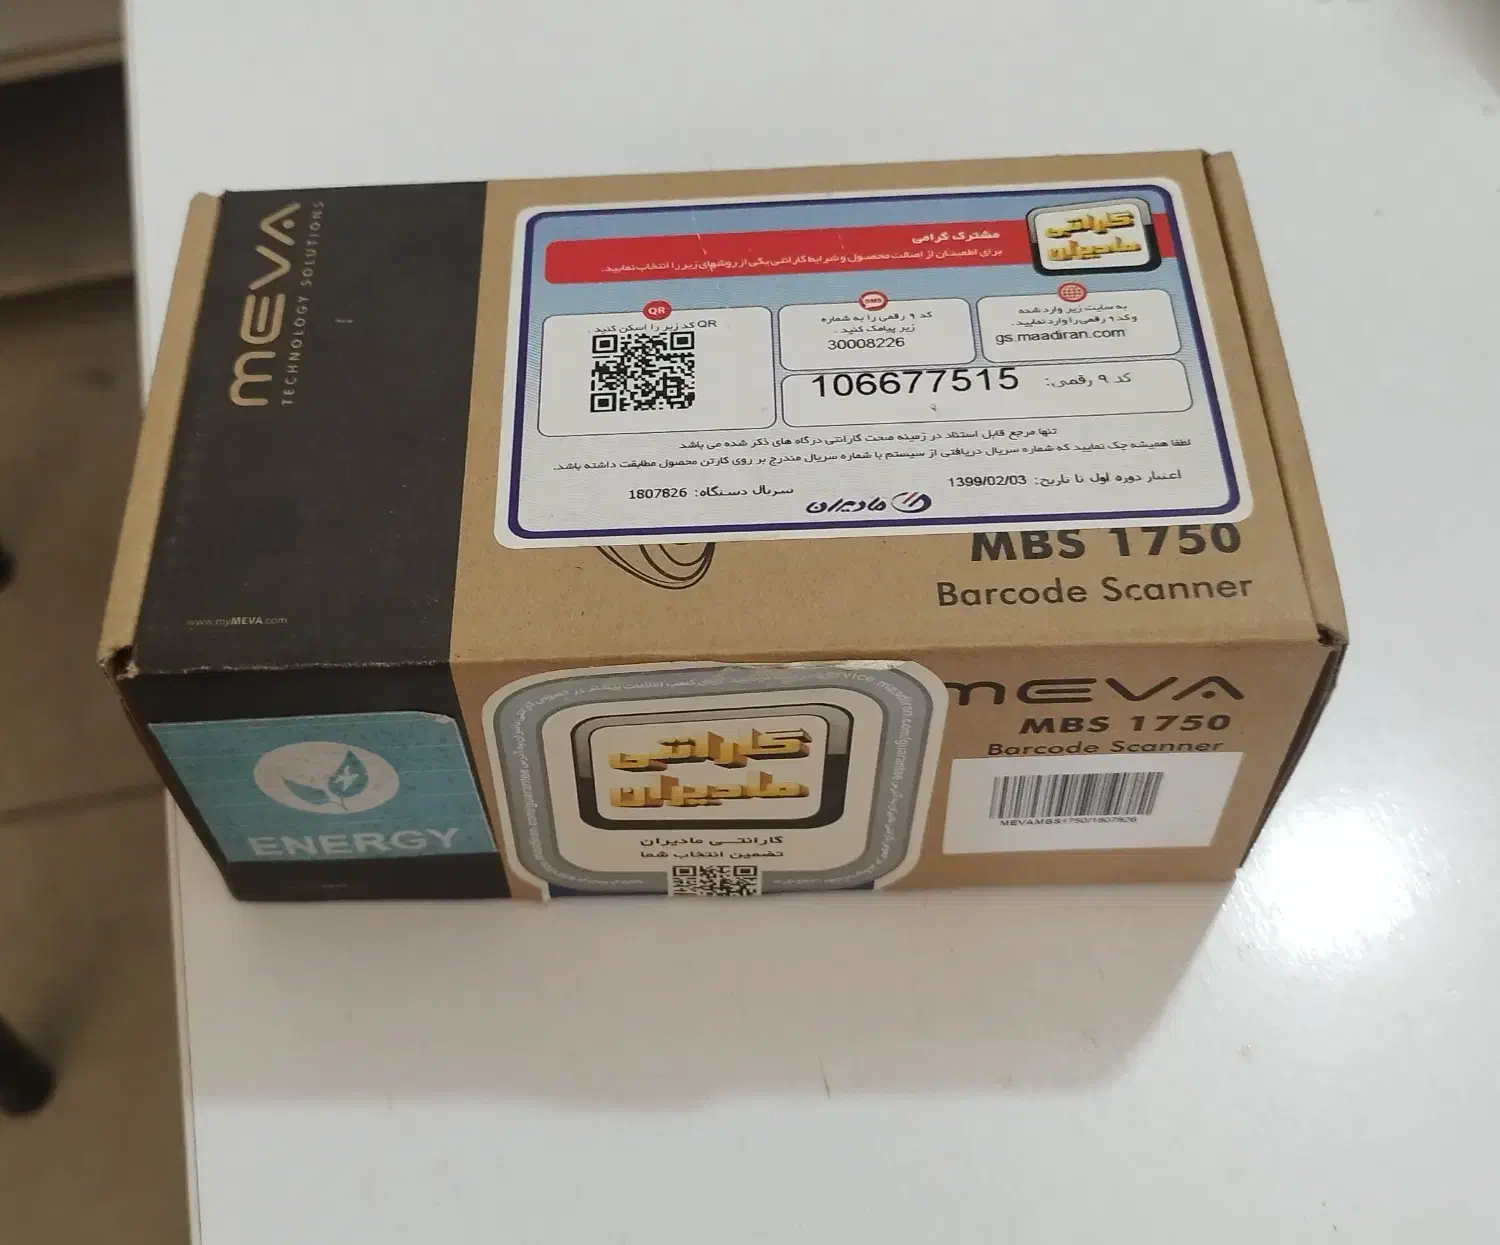 MEVA
TECHNOLOGY SOLUTIONS
www.myMEVA.com
گارانتی
مادیران
مشترک گرامی
برای اطمینان از اصالت محصول و شرایط گارانتی یکی از روشهای زیر را انتخاب نمایید.
به سایت زیر وارد شده
و کد ۹ رقمی را وارد نمایید.
gs.maadiran.com
SMS
کد ۹ رقمی را به شماره
زیر پیامک کنید.
30008226
QR
QR کد زیر را اسکن کنید.
کد ۹ رقمی: 106677515
تنها مرجع قابل استناد در زمینه صحت گارانتی درگاه های ذکر شده می باشد
لطفا همیشه چک نمایید که شماره سریال دریافتی از سیستم با شماره سریال مندرج بر روی کارتن محصول مطابقت داشته باشد.
اعتبار دوره اول تا تاریخ: 1399/02/03
سریال دستگاه: 1807826
مادیران
MBS 1750
Barcode Scanner
ENERGY
گارانتی
مادیران
گارانتی مادیران
تضمین انتخاب شما
MEVA
MBS 1750
Barcode Scanner
MEVAMBS1750/1807826